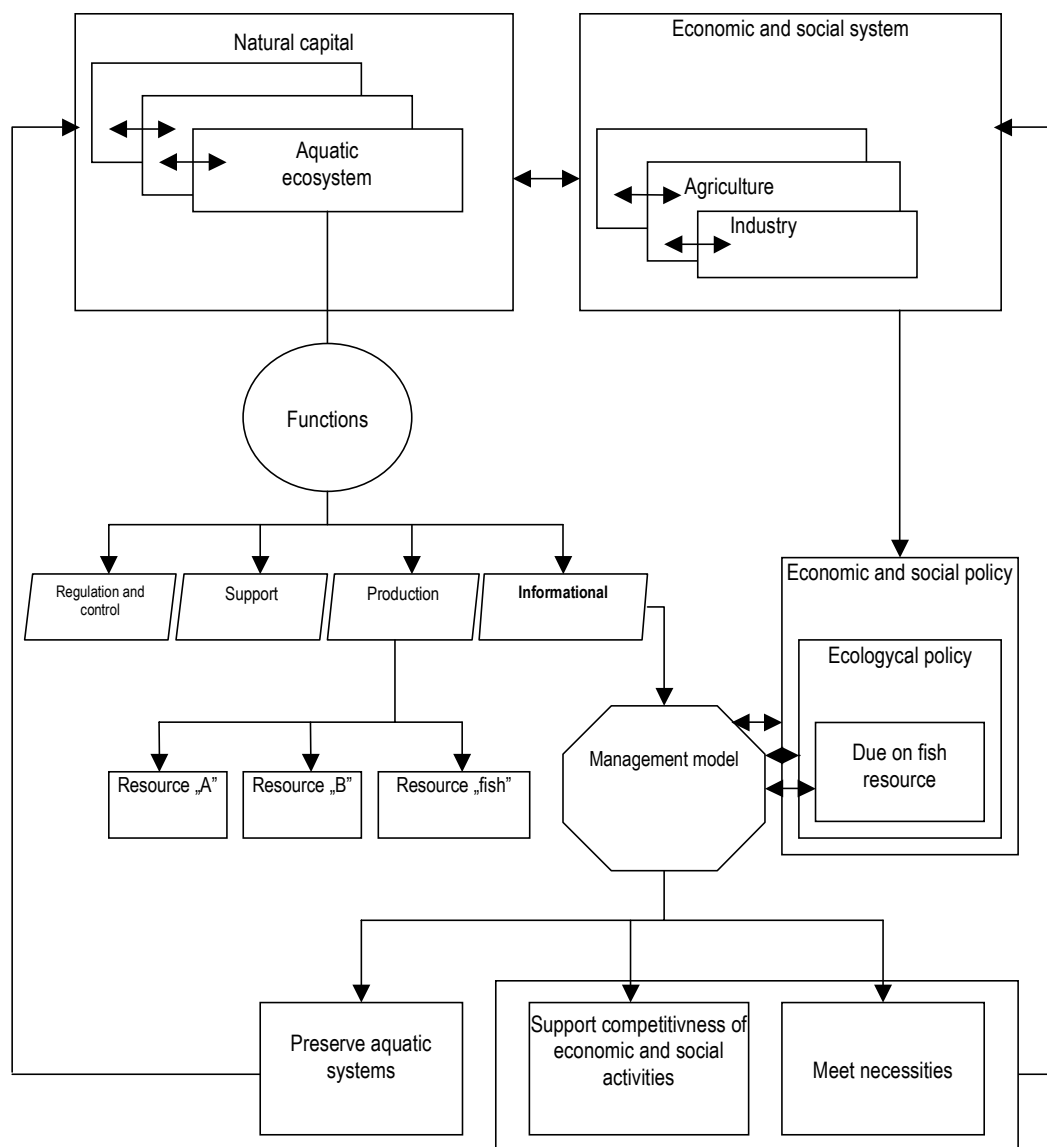 Natural capital
Economic and social system
Aquatic
ecosystem
Agriculture
Industry
Functions
Regulation and
control
Support
Production
Informational
Economic and social policy
Ecologycal policy
Due on fish
resource
Management model
Resource „A”
Resource „B”
Resource „fish”
Preserve aquatic
systems
Support competitivness of
economic and social
activities
Meet necessities